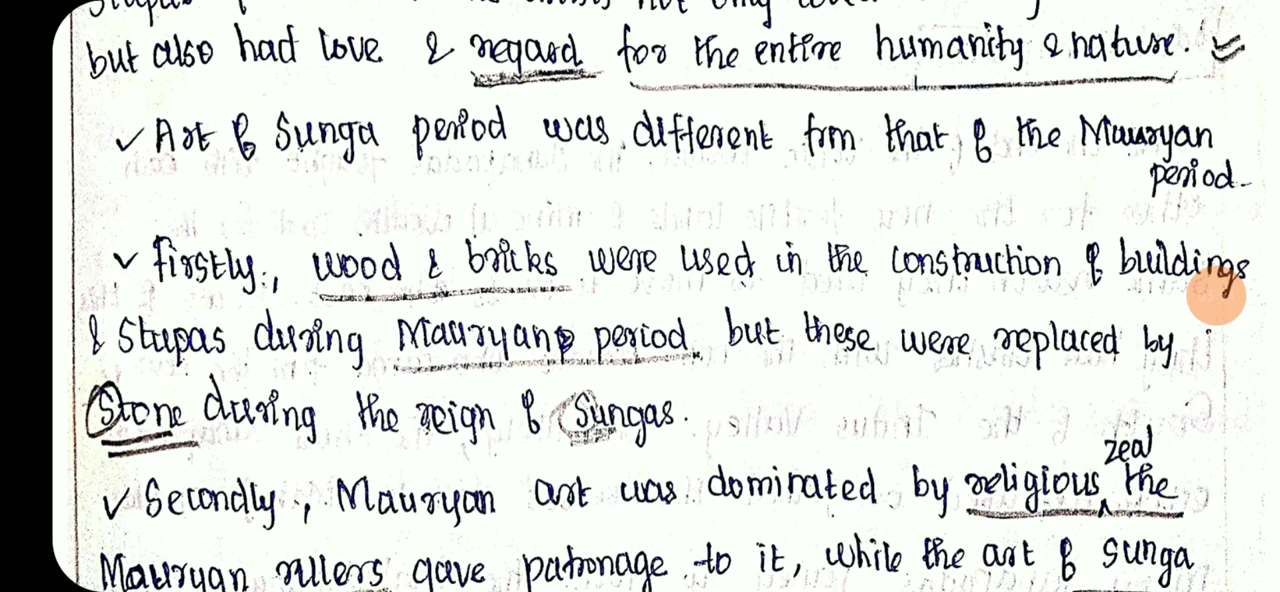 but also had love & regard for the entire humanity & nature.
✓ Art of Sunga period was different frm that of the Mauryan
period.
✓ firstly., wood & bricks were used in the construction of buildings
& Stupas during Mauryan period but these were replaced by
Stone during the reign of Sungas.
zeal
✓ Secondly, Mauryan art was dominated by religious ^ the
Mauryan rulers gave patronage to it, while the art of Sunga